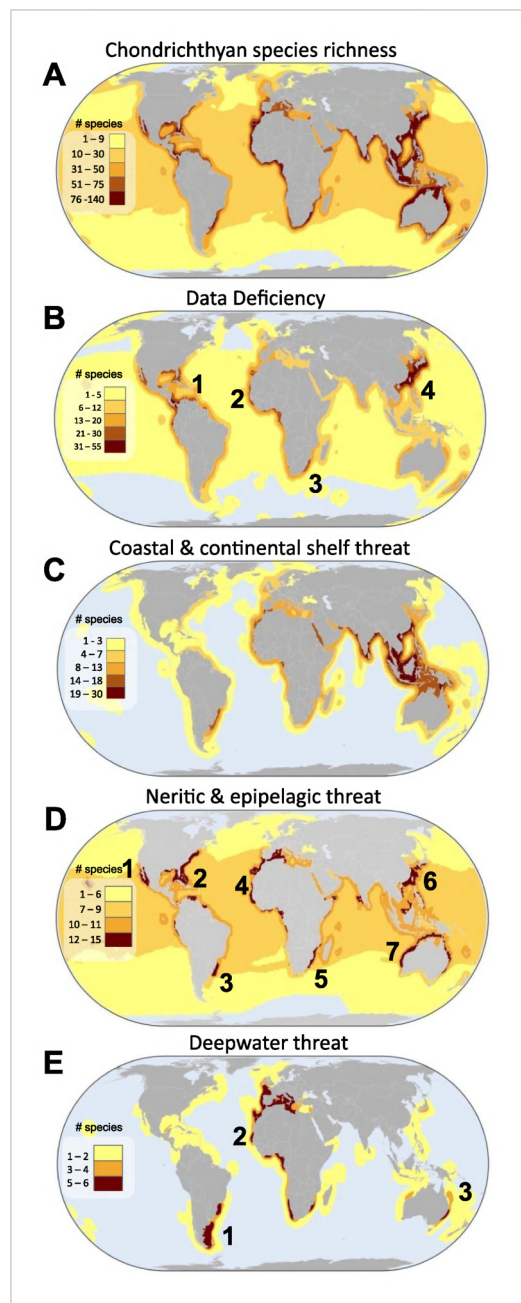 Chondrichthyan species richness
A
# species
1 – 9
10 – 30
31 – 50
51 – 75
76 -140
Data Deficiency
B
# species
1 - 5
6 – 12
13 – 20
21 - 30
31 – 55
1
2
3
4
Coastal & continental shelf threat
C
# species
1 - 3
4 – 7
8 – 13
14 – 18
19 – 30
Neritic & epipelagic threat
D
# species
1 – 6
7 – 9
10 – 11
12 – 15
1
2
3
4
5
6
7
Deepwater threat
E
# species
1 – 2
3 – 4
5 – 6
1
2
3